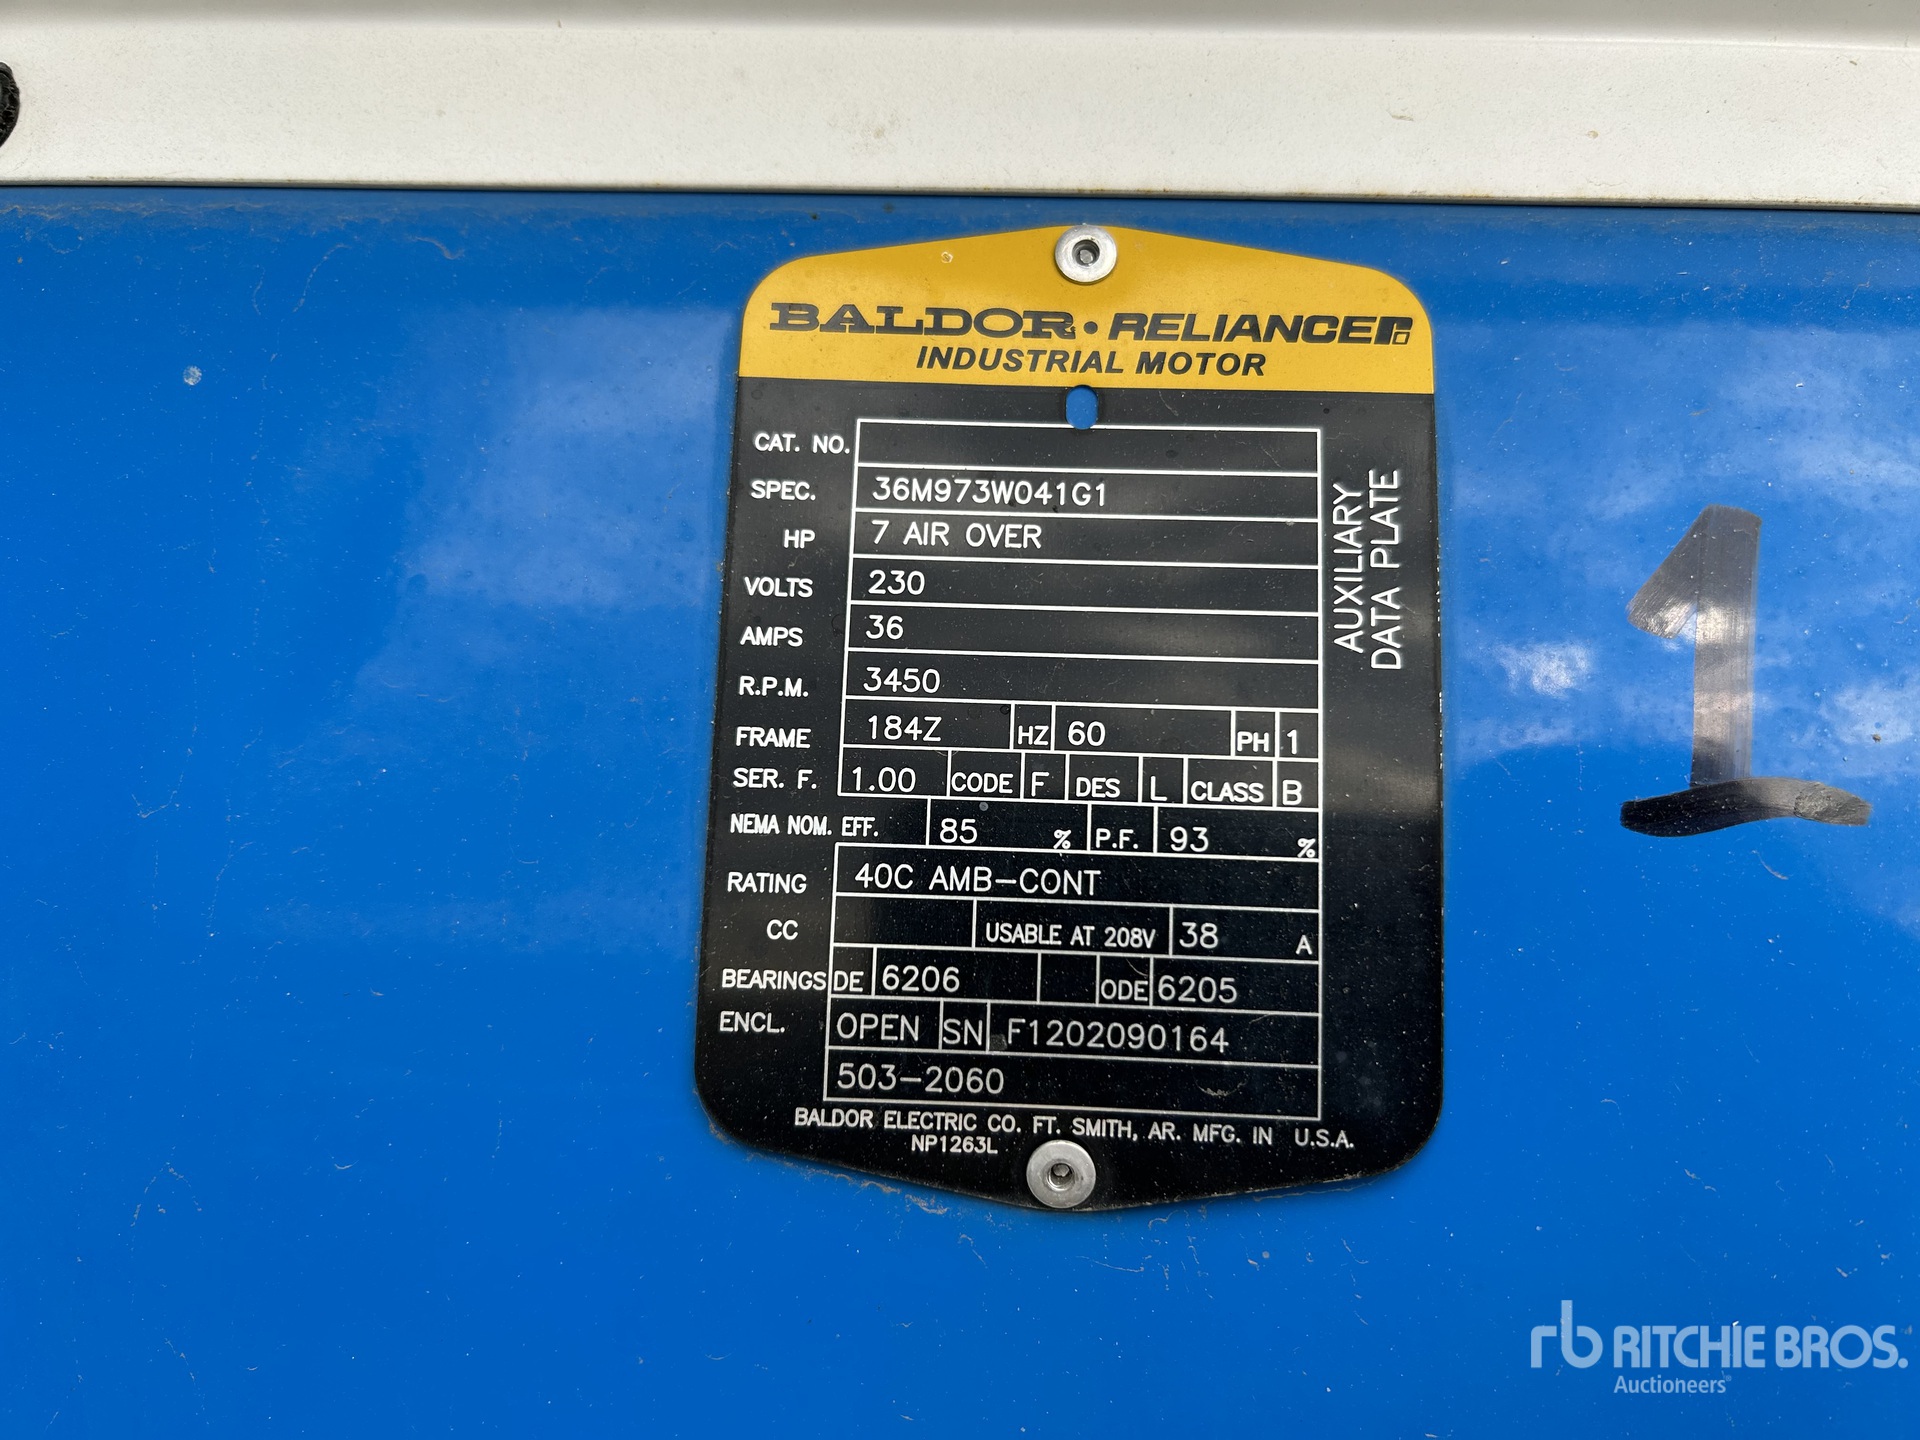 BALDOR • RELIANCE
INDUSTRIAL MOTOR
CAT. NO.
SPEC. 36M973W041G1
HP 7 AIR OVER
VOLTS 230
AMPS 36
R.P.M. 3450
FRAME 184Z HZ 60 PH 1
SER. F. 1.00 CODE F DES L CLASS B
NEMA NOM. EFF. 85 % P.F. 93 %
RATING 40C AMB-CONT
CC USABLE AT 208V 38 A
BEARINGS DE 6206 ODE 6205
ENCL. OPEN SN F1202090164
503-2060
BALDOR ELECTRIC CO. FT. SMITH, AR. MFG. IN U.S.A.
NP1263L
AUXILIARY
DATA PLATE
1
rb RITCHIE BROS.
Auctioneers